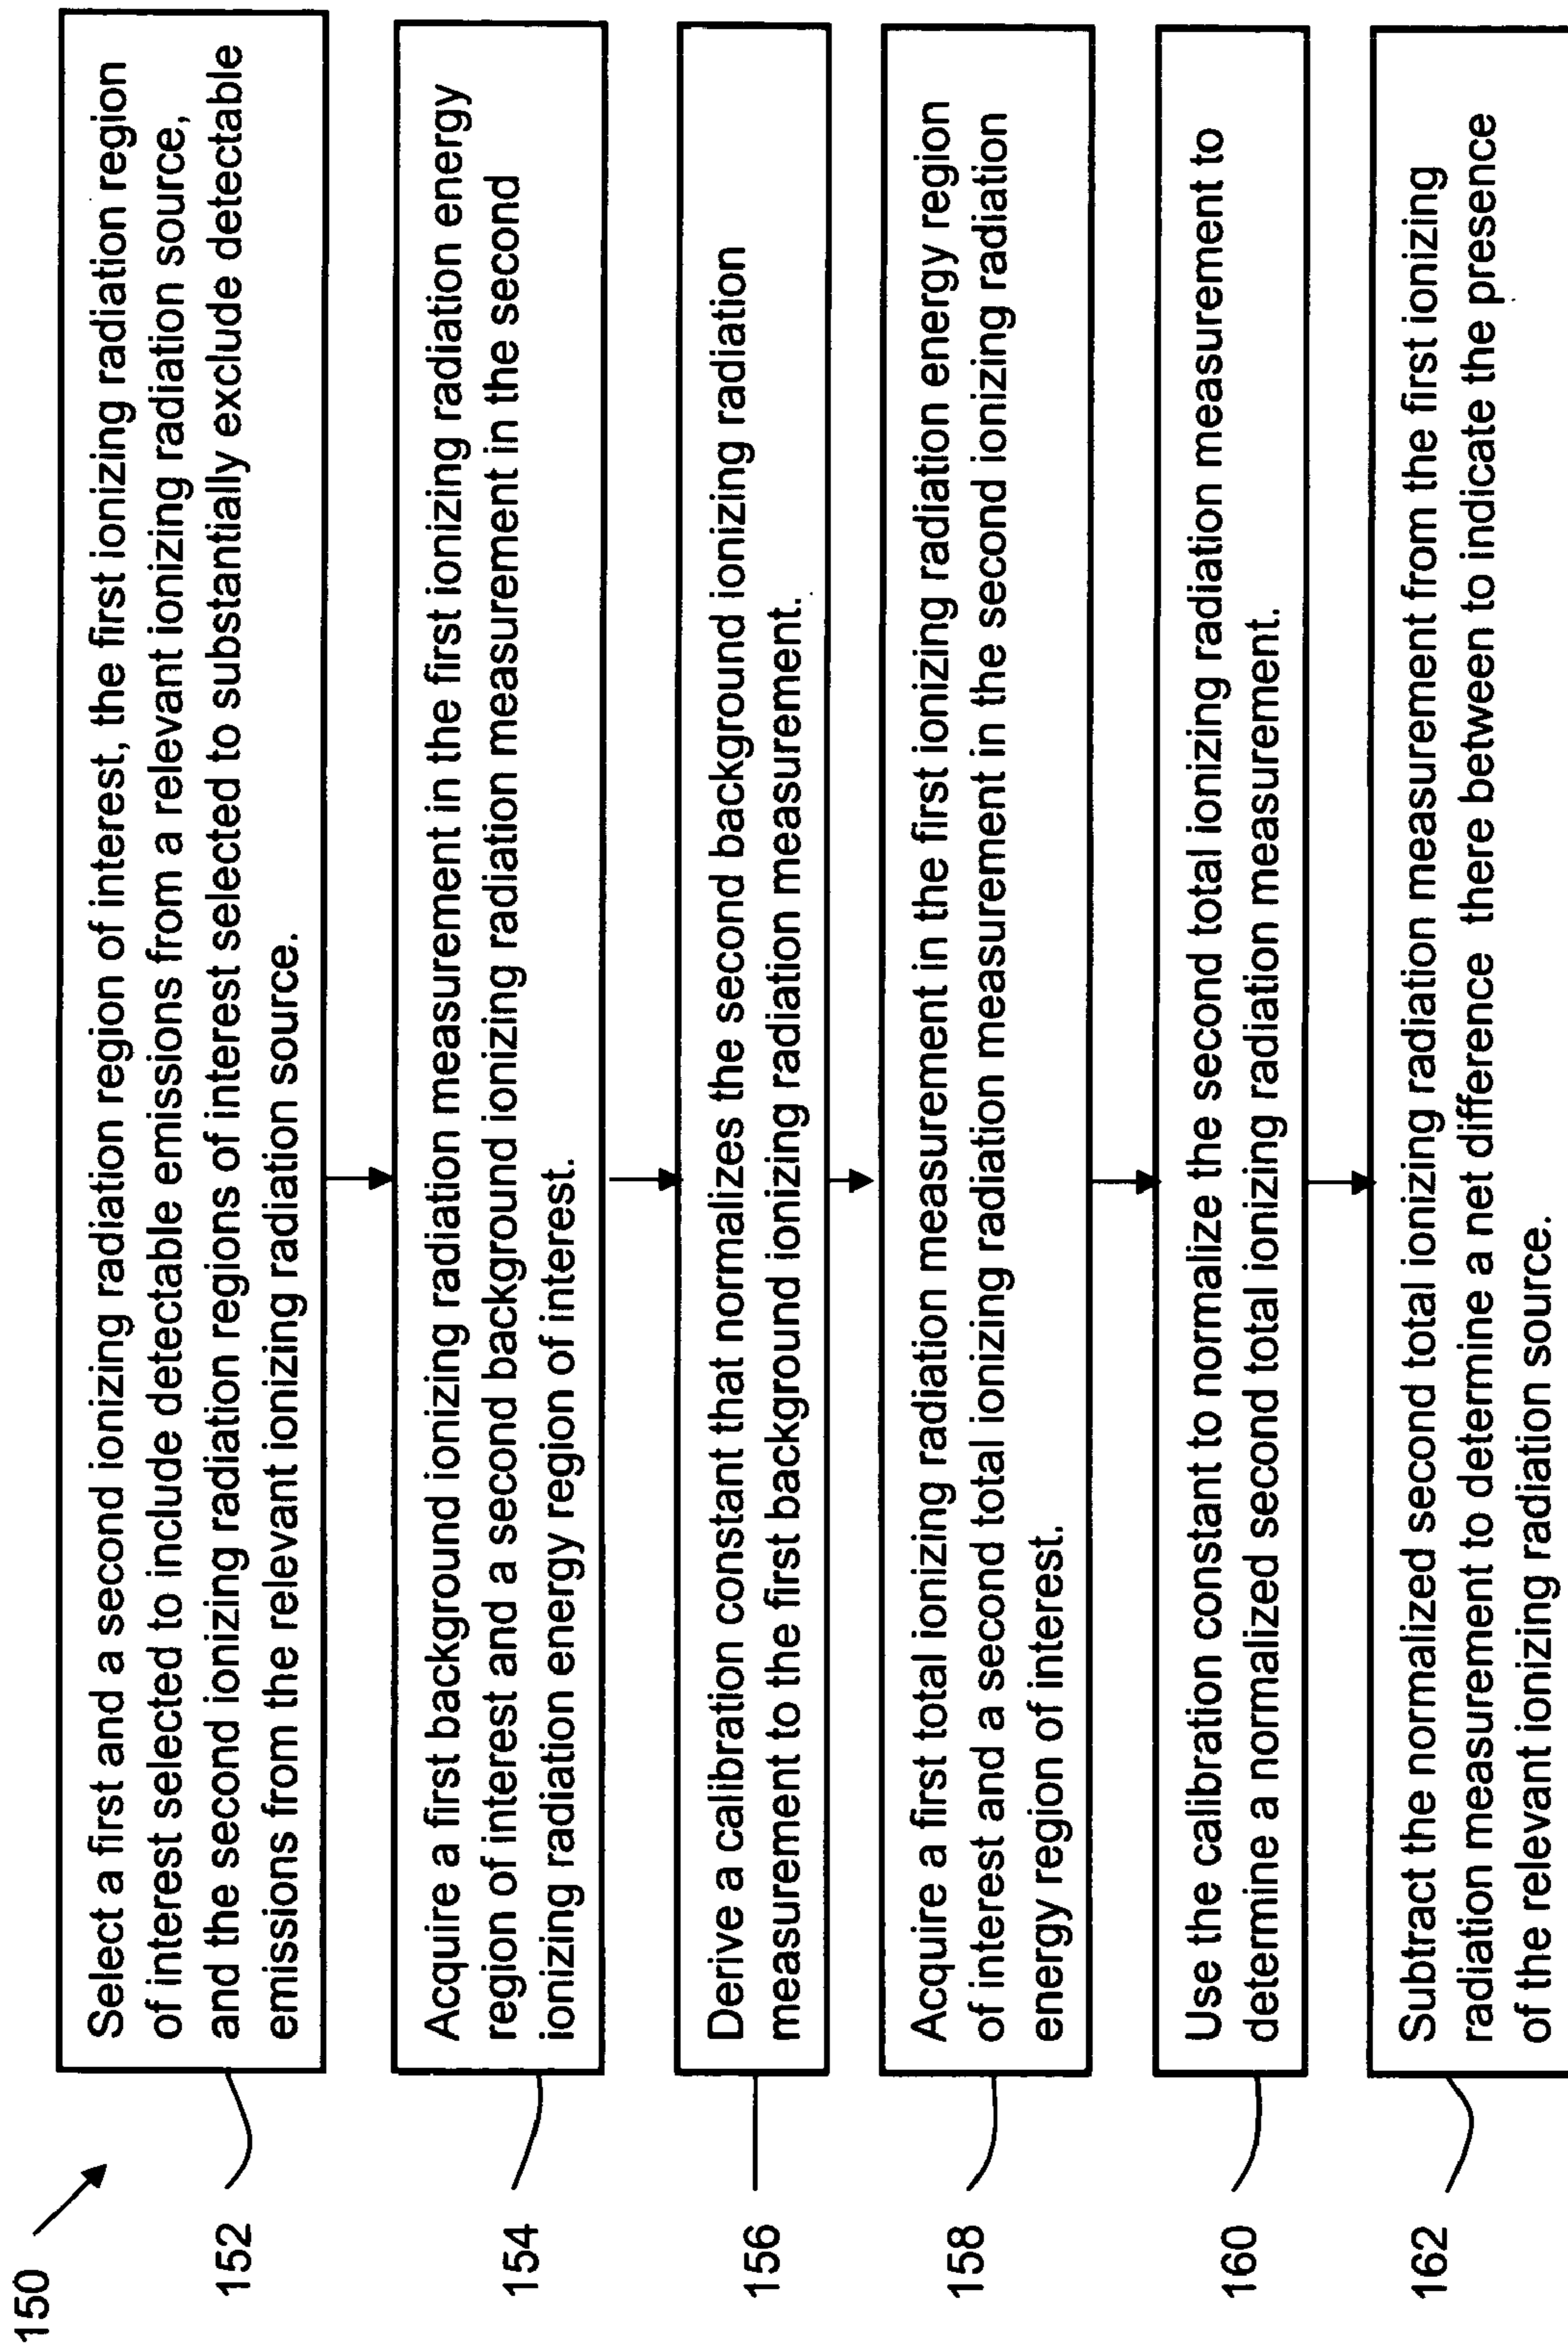 150
152
Select a first and a second ionizing radiation region of interest, the first ionizing radiation region
of interest selected to include detectable emissions from a relevant ionizing radiation source,
and the second ionizing radiation regions of interest selected to substantially exclude detectable
emissions from the relevant ionizing radiation source.
154
Acquire a first background ionizing radiation measurement in the first ionizing radiation energy
region of interest and a second background ionizing radiation measurement in the second
ionizing radiation energy region of interest.
156
Derive a calibration constant that normalizes the second background ionizing radiation
measurement to the first background ionizing radiation measurement.
158
Acquire a first total ionizing radiation measurement in the first ionizing radiation energy region
of interest and a second total ionizing radiation measurement in the second ionizing radiation
energy region of interest.
160
Use the calibration constant to normalize the second total ionizing radiation measurement to
determine a normalized second total ionizing radiation measurement.
162
Subtract the normalized second total ionizing radiation measurement from the first ionizing
radiation measurement to determine a net difference there between to indicate the presence
of the relevant ionizing radiation source.